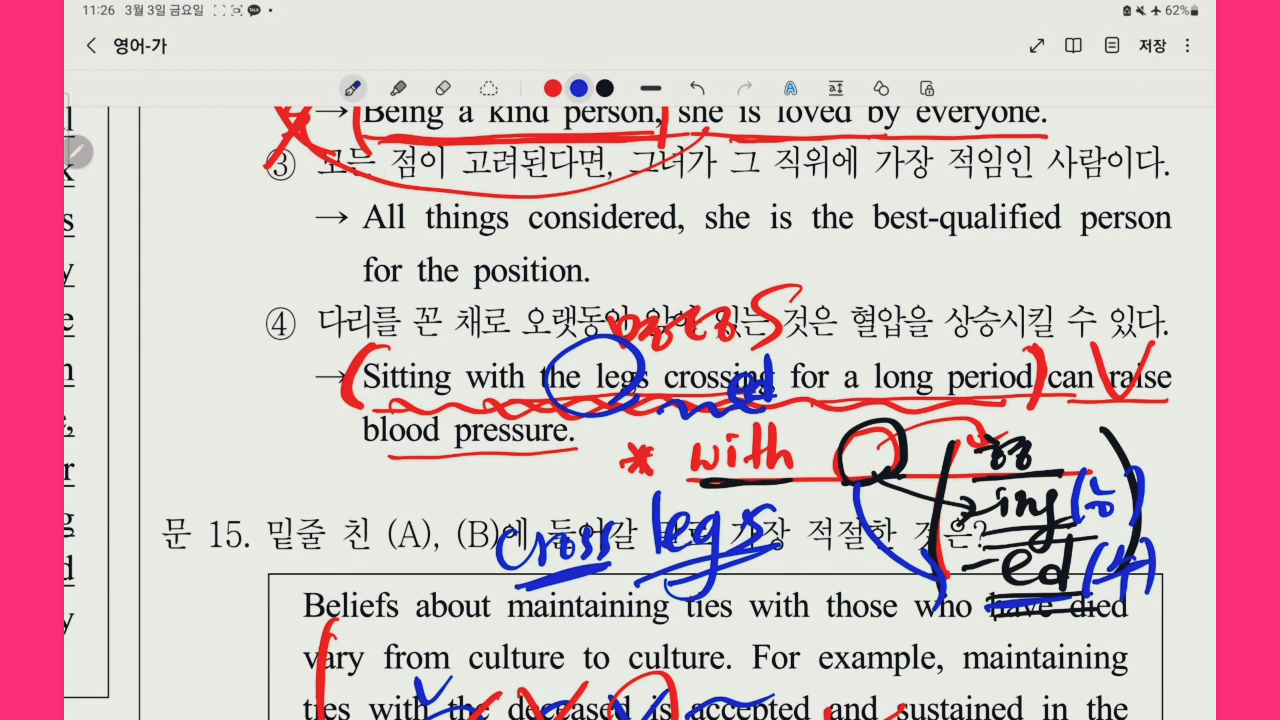 11:26 3월 3일 금요일 62%
영어-가 저장
→ Being a kind person, she is loved by everyone.
③ 모든 점이 고려된다면, 그녀가 그 직위에 가장 적임인 사람이다.
→ All things considered, she is the best-qualified person
for the position.
④ 다리를 꼰 채로 오랫동안 앉아 있는 것은 혈압을 상승시킬 수 있다.
S
→ Sitting with the legs crossing for a long period can raise
V
ed
blood pressure.
* with
형
ing (능)
ed (수)
cross legs
문 15. 밑줄 친 (A), (B)에 들어갈 말로 가장 적절한 것은?
Beliefs about maintaining ties with those who have died
vary from culture to culture. For example, maintaining
ties with the deceased is accepted and sustained in the